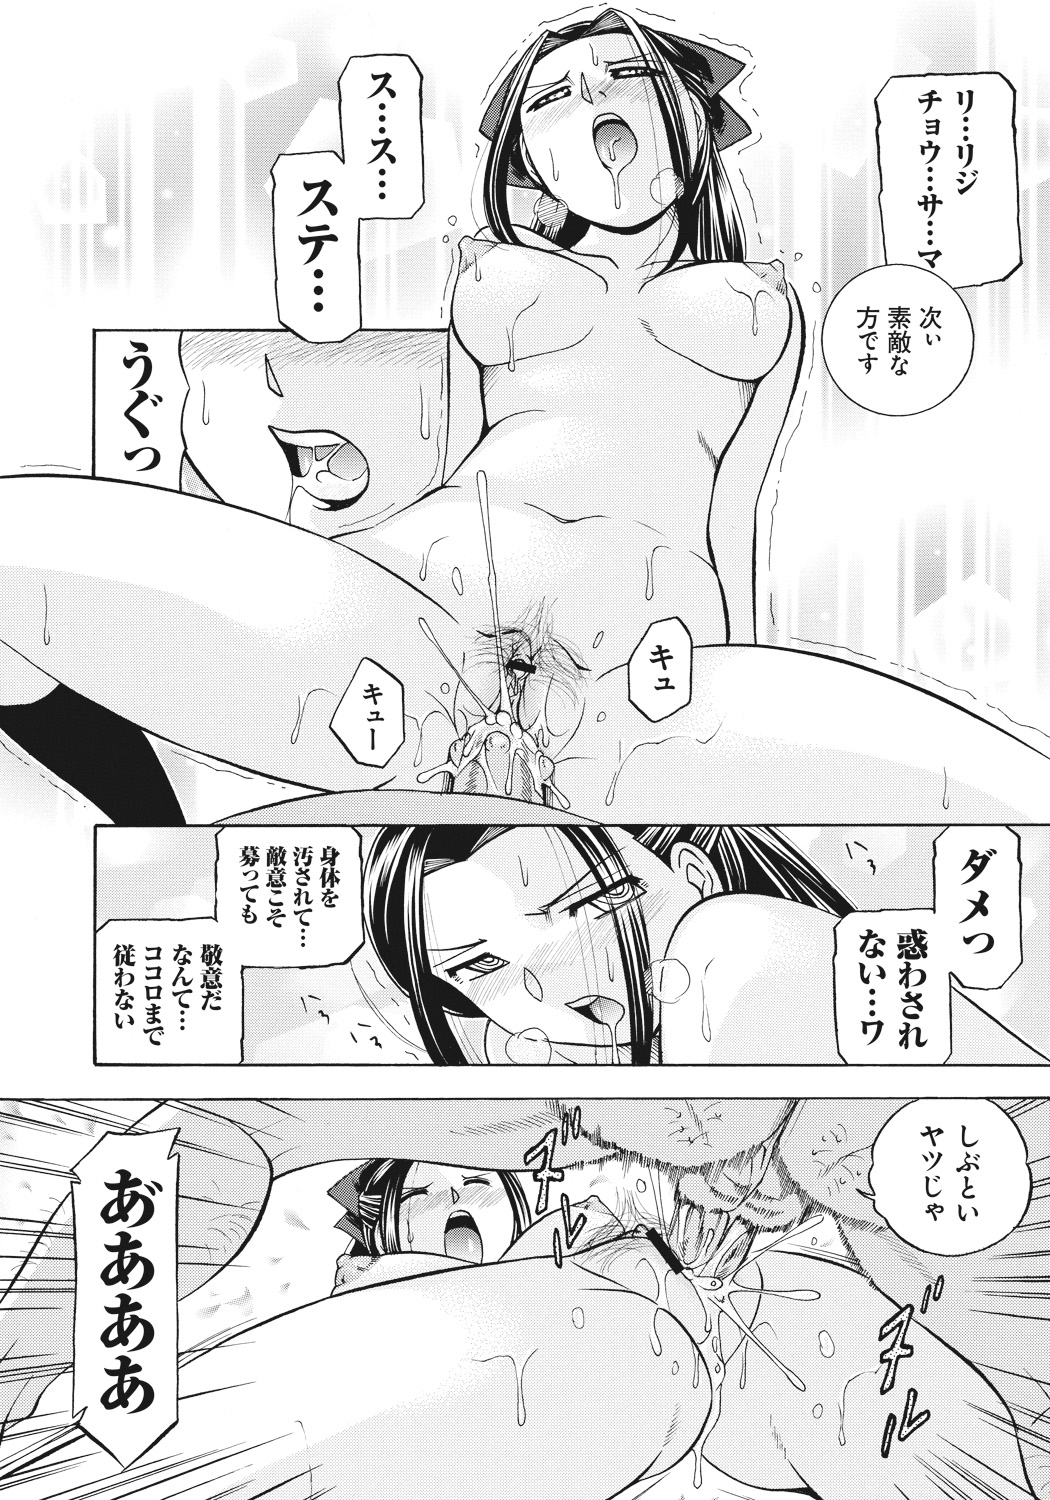 リ…リジ
チョウ…サ…マ
次ぃ
素敵な
方です
ス…ス…
ステ…
うぐっ
キュ
キュー
ダメっ
惑わされ
ない…ワ
身体を
汚されて…
敵意こそ
募っても
敬意だ
なんて…
ココロまで
従わない
しぶとい
ヤツじゃ
あ゛あああ